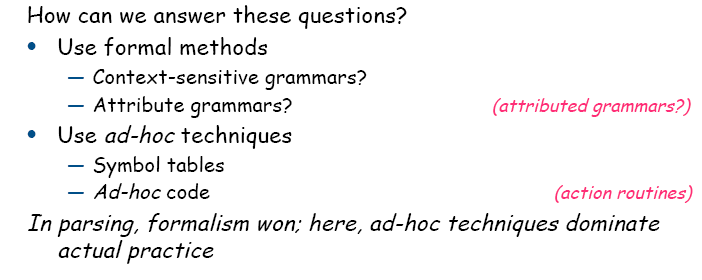 How can we answer these questions?
• Use formal methods
— Context-sensitive grammars?
— Attribute grammars? (attributed grammars?)
• Use ad-hoc techniques
— Symbol tables
— Ad-hoc code (action routines)
In parsing, formalism won; here, ad-hoc techniques dominate
actual practice